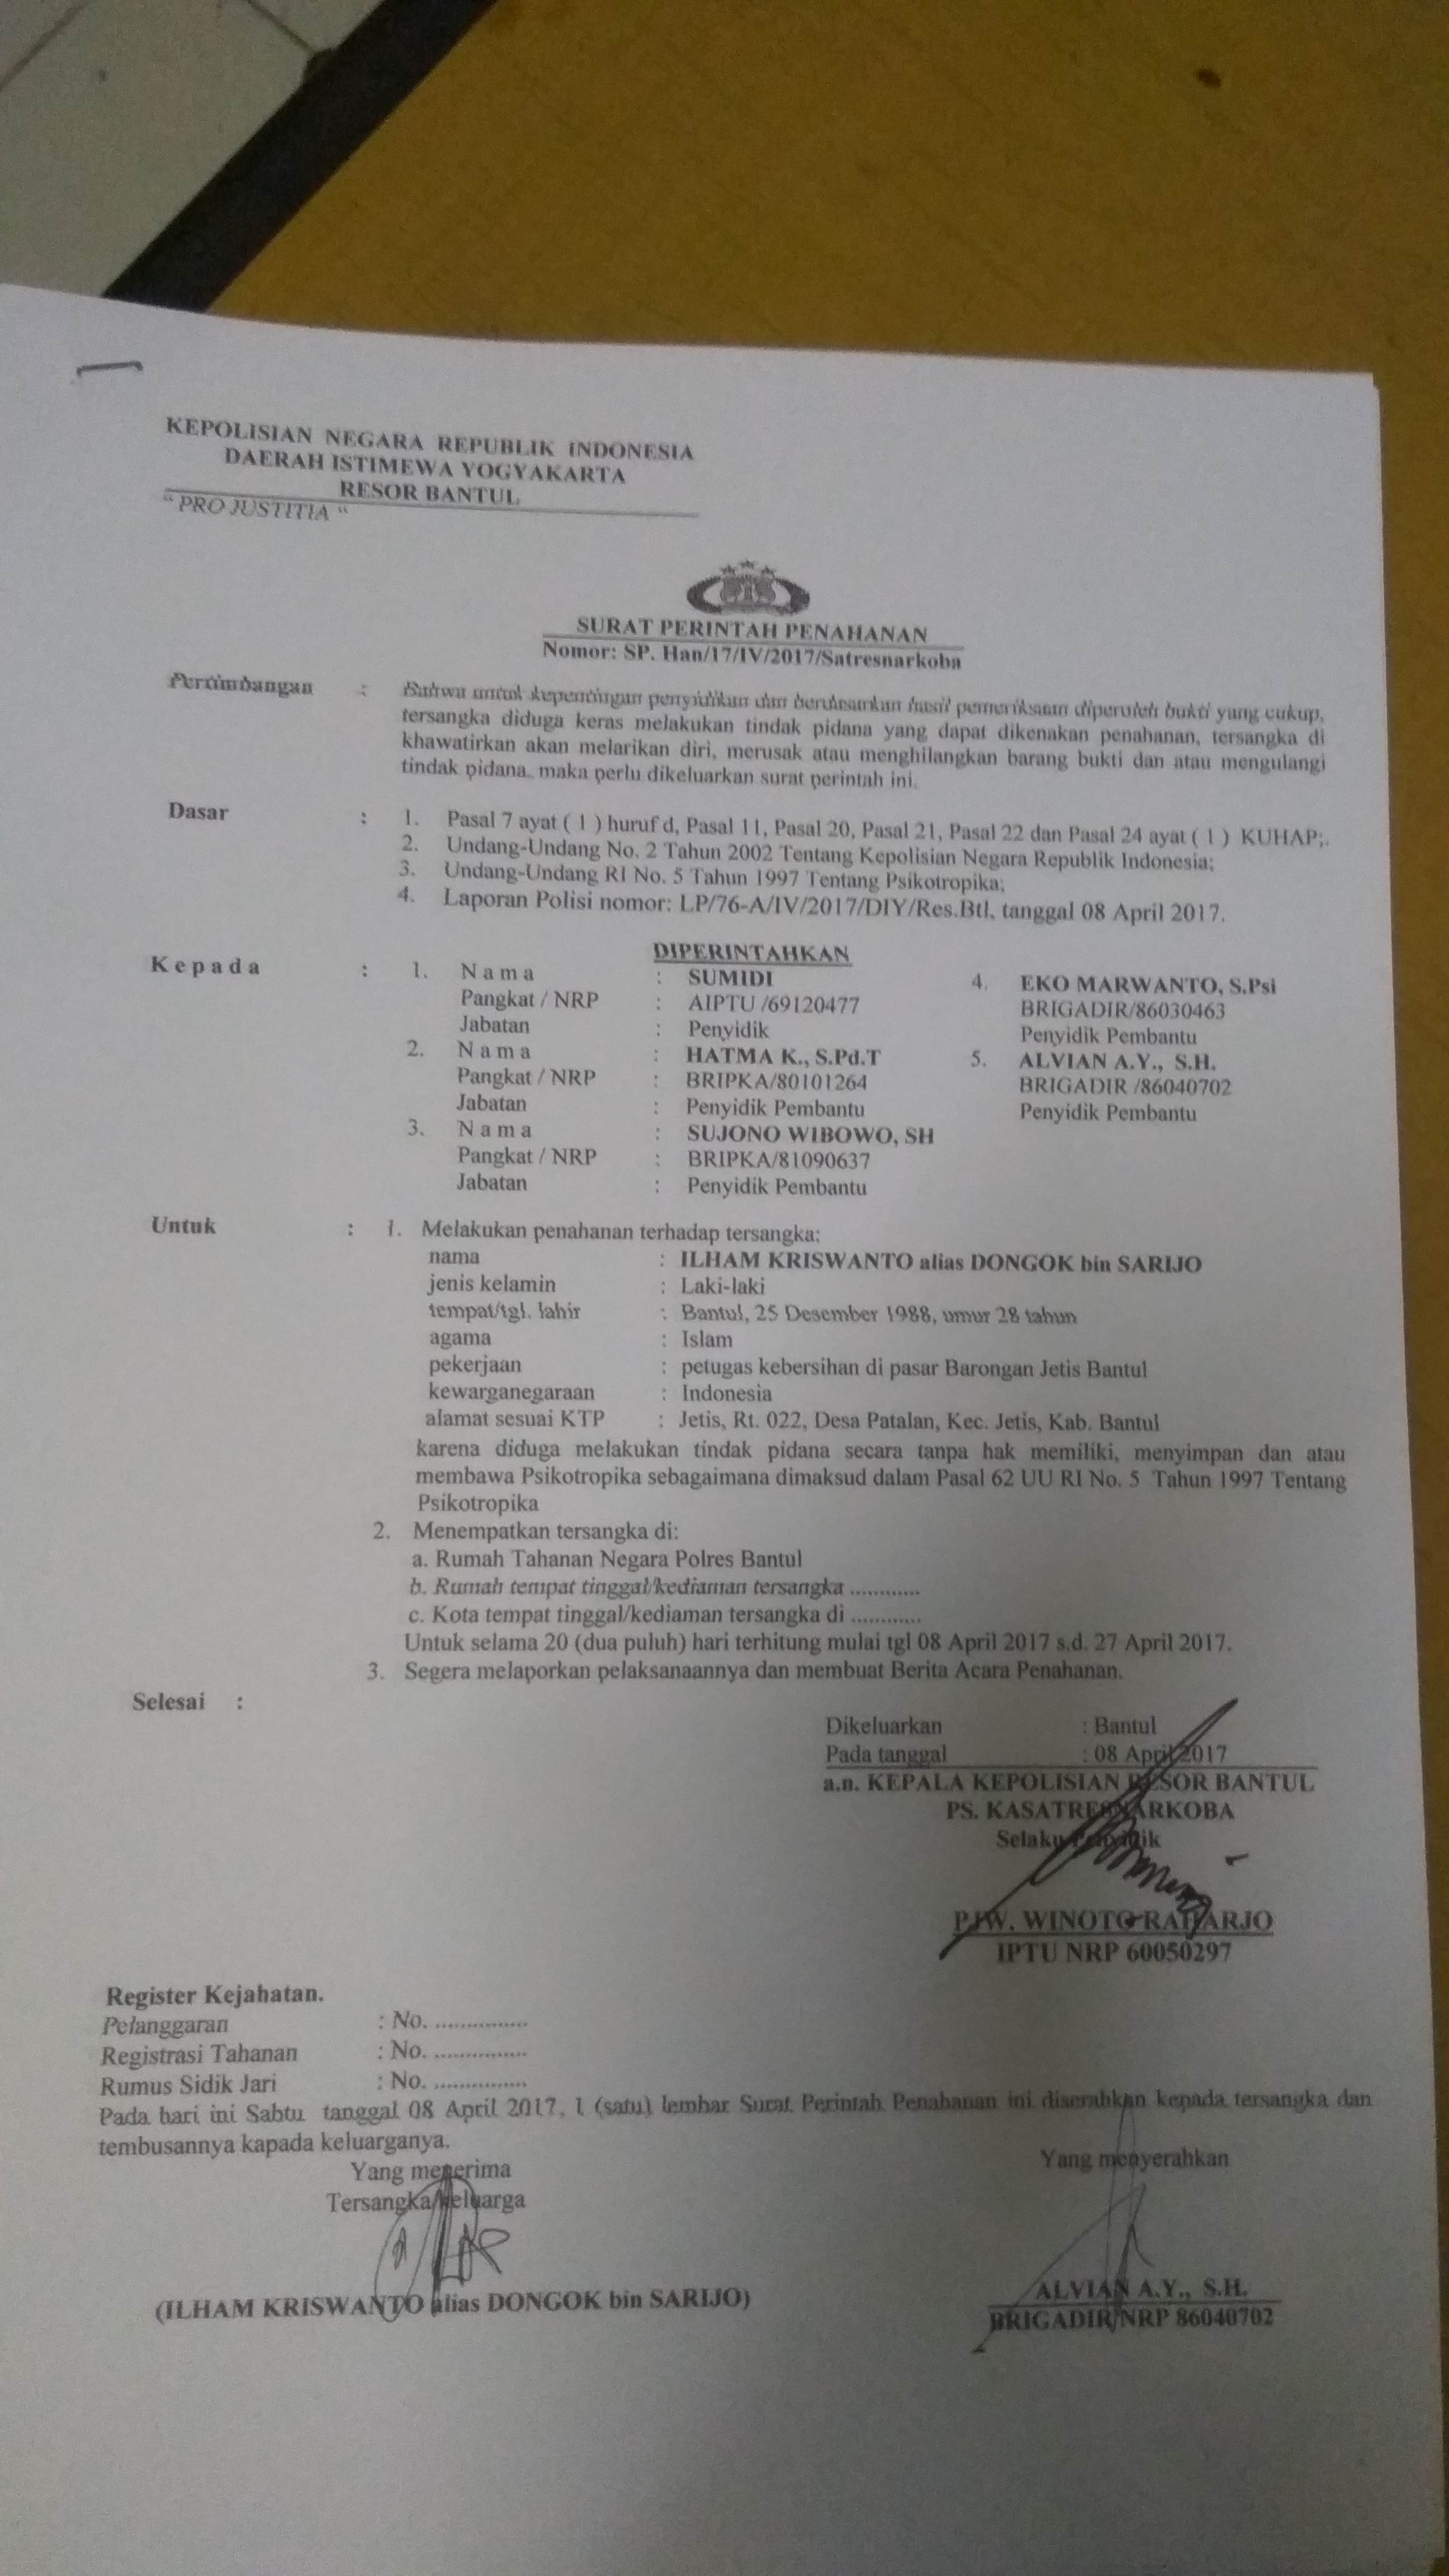 KEPOLISIAN NEGARA REPUBLIK INDONESIA
DAERAH ISTIMEWA YOGYAKARTA
RESOR BANTUL
“ PRO JUSTITIA “
SURAT PERINTAH PENAHANAN
Nomor: SP. Han/17/IV/2017/Satresnarkoba
Pertimbangan : Bahwa untuk kepentingan penyidikan dan berdasarkan hasil pemeriksaan diperoleh bukti yang cukup,
tersangka diduga keras melakukan tindak pidana yang dapat dikenakan penahanan, tersangka di
khawatirkan akan melarikan diri, merusak atau menghilangkan barang bukti dan atau mengulangi
tindak pidana, maka perlu dikeluarkan surat perintah ini.
Dasar : 1. Pasal 7 ayat ( 1 ) huruf d, Pasal 11, Pasal 20, Pasal 21, Pasal 22 dan Pasal 24 ayat ( 1 ) KUHAP;.
2. Undang-Undang No. 2 Tahun 2002 Tentang Kepolisian Negara Republik Indonesia;
3. Undang-Undang RI No. 5 Tahun 1997 Tentang Psikotropika;
4. Laporan Polisi nomor: LP/76-A/IV/2017/DIY/Res.Btl, tanggal 08 April 2017.
DIPERINTAHKAN
Kepada : 1. Nama : SUMIDI 4. EKO MARWANTO, S.Psi
Pangkat / NRP : AIPTU /69120477 BRIGADIR/86030463
Jabatan : Penyidik Penyidik Pembantu
2. Nama : HATMA K., S.Pd.T 5. ALVIAN A.Y., S.H.
Pangkat / NRP : BRIPKA/80101264 BRIGADIR /86040702
Jabatan : Penyidik Pembantu Penyidik Pembantu
3. Nama : SUJONO WIBOWO, SH
Pangkat / NRP : BRIPKA/81090637
Jabatan : Penyidik Pembantu
Untuk : 1. Melakukan penahanan terhadap tersangka:
nama : ILHAM KRISWANTO alias DONGOK bin SARIJO
jenis kelamin : Laki-laki
tempat/tgl. lahir : Bantul, 25 Desember 1988, umur 28 tahun
agama : Islam
pekerjaan : petugas kebersihan di pasar Barongan Jetis Bantul
kewarganegaraan : Indonesia
alamat sesuai KTP : Jetis, Rt. 022, Desa Patalan, Kec. Jetis, Kab. Bantul
karena diduga melakukan tindak pidana secara tanpa hak memiliki, menyimpan dan atau
membawa Psikotropika sebagaimana dimaksud dalam Pasal 62 UU RI No. 5 Tahun 1997 Tentang
Psikotropika
2. Menempatkan tersangka di:
a. Rumah Tahanan Negara Polres Bantul
b. Rumah tempat tinggal/kediaman tersangka ............
c. Kota tempat tinggal/kediaman tersangka di ............
Untuk selama 20 (dua puluh) hari terhitung mulai tgl 08 April 2017 s.d. 27 April 2017.
3. Segera melaporkan pelaksanaannya dan membuat Berita Acara Penahanan.
Selesai :
Dikeluarkan : Bantul
Pada tanggal : 08 April 2017
a.n. KEPALA KEPOLISIAN RESOR BANTUL
PS. KASATRESNARKOBA
Selaku Penyidik
PJW. WINOTO RAHARJO
IPTU NRP 60050297
Register Kejahatan.
Pelanggaran : No. ...............
Registrasi Tahanan : No. ...............
Rumus Sidik Jari : No. ...............
Pada hari ini Sabtu tanggal 08 April 2017, 1 (satu) lembar Surat Perintah Penahanan ini diserahkan kepada tersangka dan
tembusannya kapada keluarganya.
Yang menerima Yang menyerahkan
Tersangka/keluarga
(ILHAM KRISWANTO alias DONGOK bin SARIJO) ALVIAN A.Y., S.H.
BRIGADIR/NRP 86040702